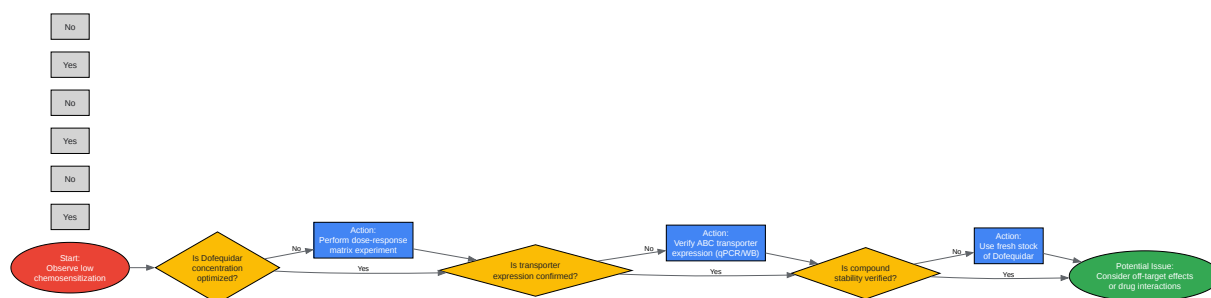 No
Yes
No
Yes
No
Yes
Start:
Observe low
chemosensitization
Is Dofequidar
concentration
optimized?
No
Yes
Action:
Perform dose-response
matrix experiment
Is transporter
expression confirmed?
No
Yes
Action:
Verify ABC transporter
expression (qPCR/WB)
Is compound
stability verified?
No
Yes
Action:
Use fresh stock
of Dofequidar
Potential Issue:
Consider off-target effects
or drug interactions